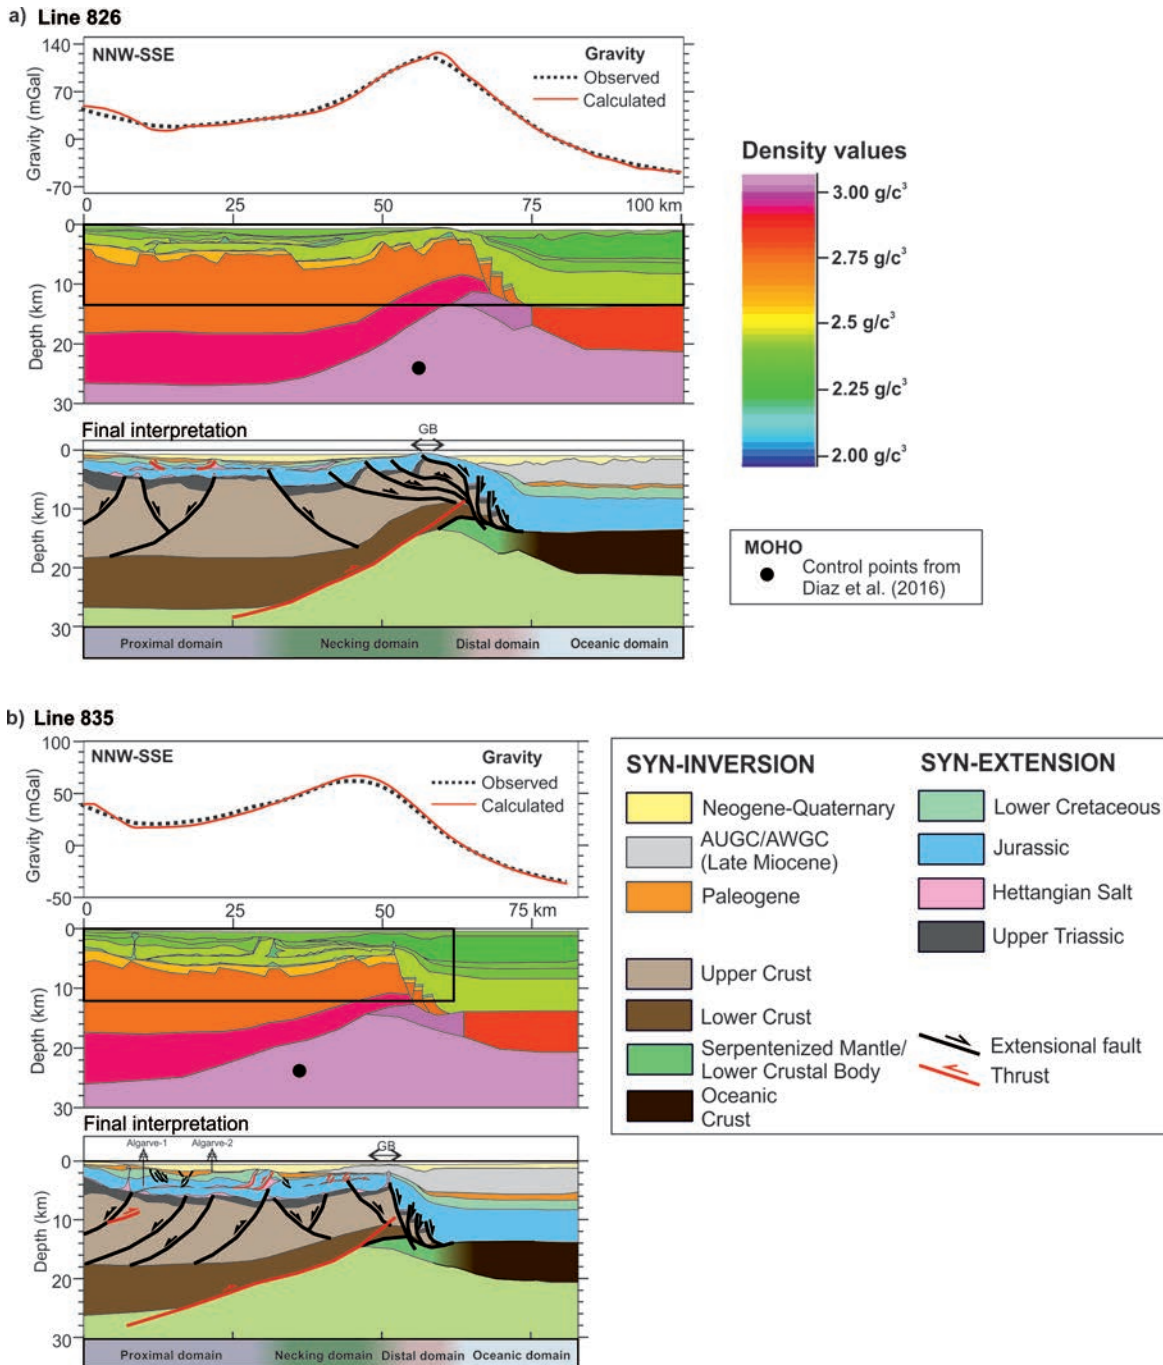 a) Line 826
NNW-SSE
Gravity
Observed
Calculated
Gravity (mGal)
140
70
0
-70
0 25 50 75 100 km
Depth (km)
0
10
20
30
Final interpretation
GB
Depth (km)
0
10
20
30
Proximal domain Necking domain Distal domain Oceanic domain
Density values
3.00 g/c³
2.75 g/c³
2.5 g/c³
2.25 g/c³
2.00 g/c³
MOHO
Control points from
Diaz et al. (2016)
b) Line 835
NNW-SSE
Gravity
Observed
Calculated
Gravity (mGal)
100
50
0
-50
0 25 50 75 km
Depth (km)
0
10
20
30
Final interpretation
Algarve-1 Algarve-2 GB
Depth (km)
0
10
20
30
Proximal domain Necking domain Distal domain Oceanic domain
SYN-INVERSION
Neogene-Quaternary
AUGC/AWGC
(Late Miocene)
Paleogene
Upper Crust
Lower Crust
Serpentenized Mantle/
Lower Crustal Body
Oceanic
Crust
SYN-EXTENSION
Lower Cretaceous
Jurassic
Hettangian Salt
Upper Triassic
Extensional fault
Thrust